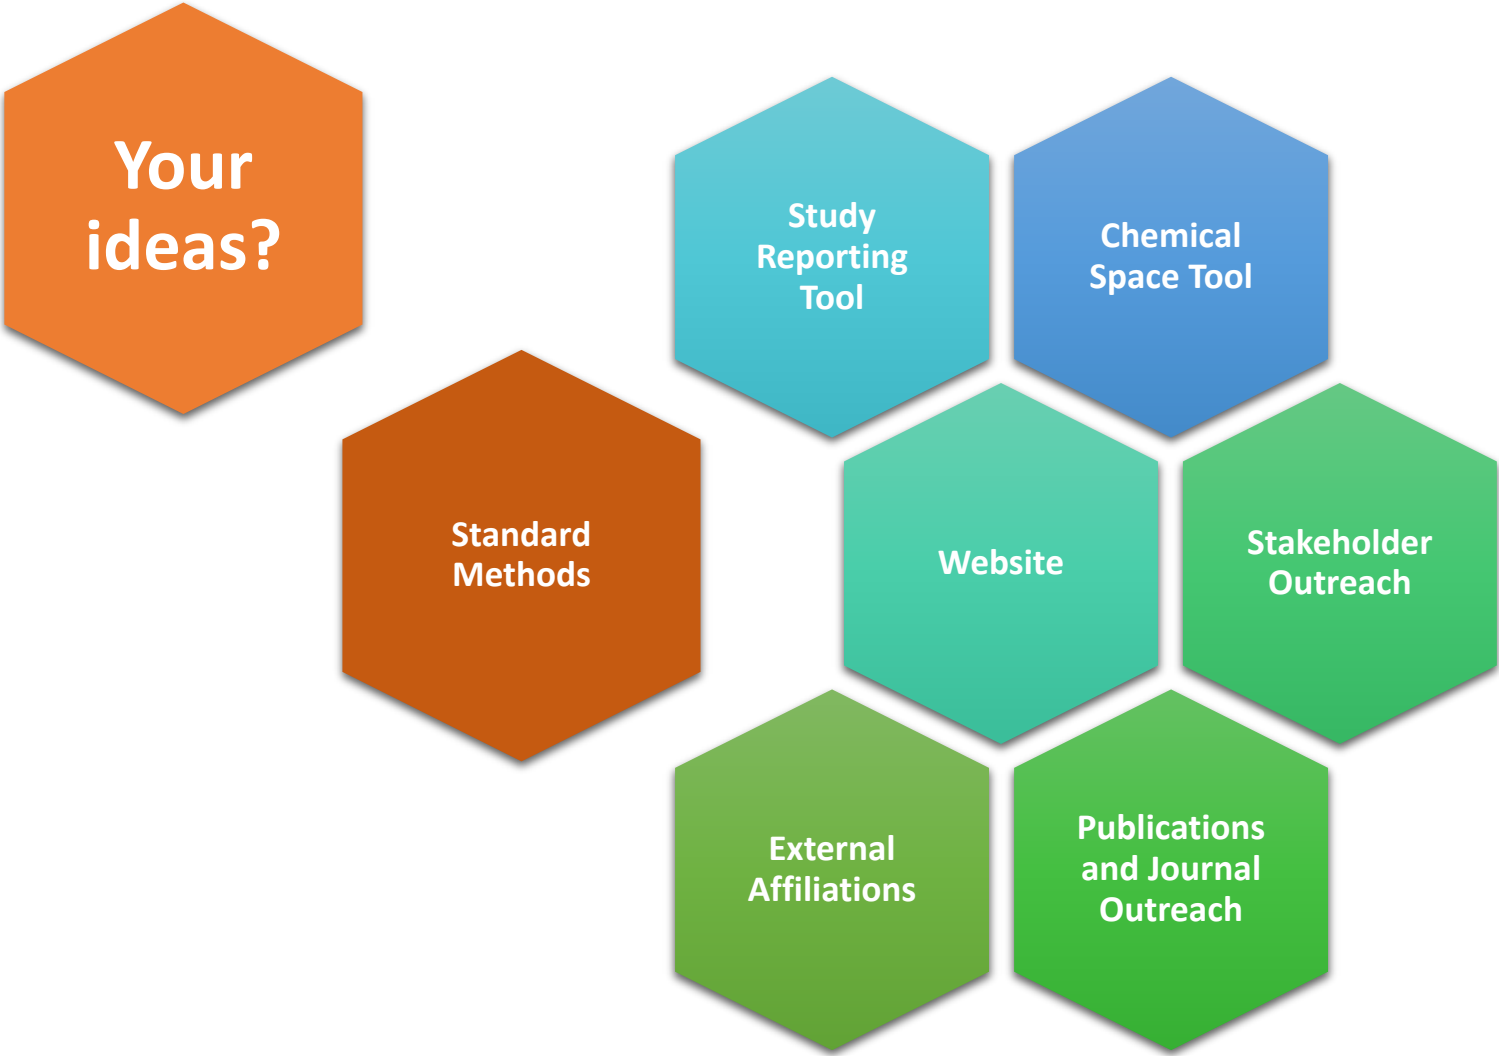 Your
ideas?
Study
Reporting
Tool
Chemical
Space Tool
Standard
Methods
Website
Stakeholder
Outreach
External
Affiliations
Publications
and Journal
Outreach